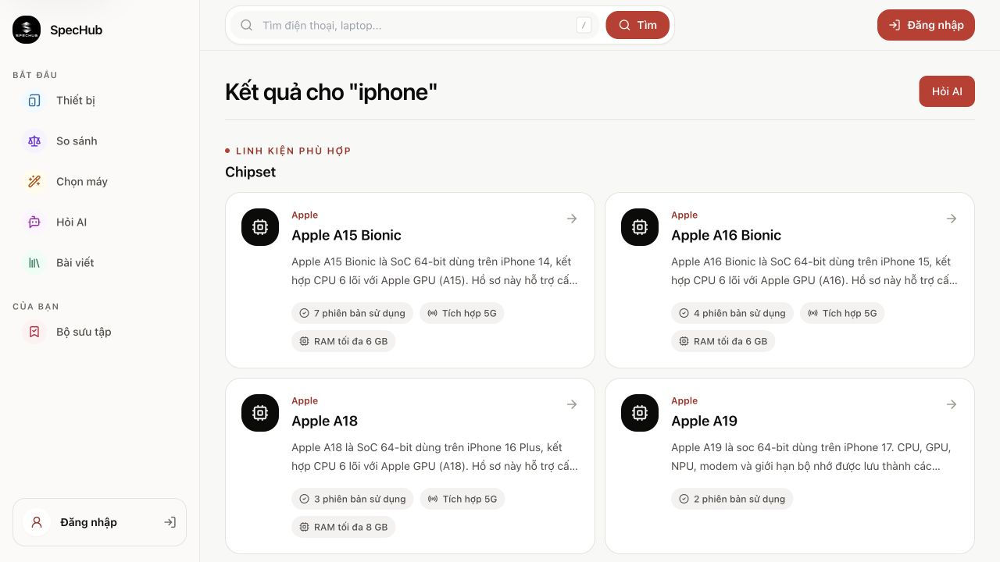 SPECHUB
SpecHub
BẮT ĐẦU
Thiết bị
So sánh
Chọn máy
Hỏi AI
Bài viết
CỦA BẠN
Bộ sưu tập
Đăng nhập
Tìm điện thoại, laptop...
/
Tìm
Đăng nhập
Kết quả cho "iphone"
Hỏi AI
LINH KIỆN PHÙ HỢP
Chipset
Apple
Apple A15 Bionic
Apple A15 Bionic là SoC 64-bit dùng trên iPhone 14, kết
hợp CPU 6 lõi với Apple GPU (A15). Hồ sơ này hỗ trợ cấ...
7 phiên bản sử dụng
Tích hợp 5G
RAM tối đa 6 GB
Apple
Apple A16 Bionic
Apple A16 Bionic là SoC 64-bit dùng trên iPhone 15, kết
hợp CPU 6 lõi với Apple GPU (A16). Hồ sơ này hỗ trợ cấ...
4 phiên bản sử dụng
Tích hợp 5G
RAM tối đa 6 GB
Apple
Apple A18
Apple A18 là SoC 64-bit dùng trên iPhone 16 Plus, kết
hợp CPU 6 lõi với Apple GPU (A18). Hồ sơ này hỗ trợ cấ...
3 phiên bản sử dụng
Tích hợp 5G
RAM tối đa 8 GB
Apple
Apple A19
Apple A19 là soc 64-bit dùng trên iPhone 17. CPU, GPU,
NPU, modem và giới hạn bộ nhớ được lưu thành các...
2 phiên bản sử dụng